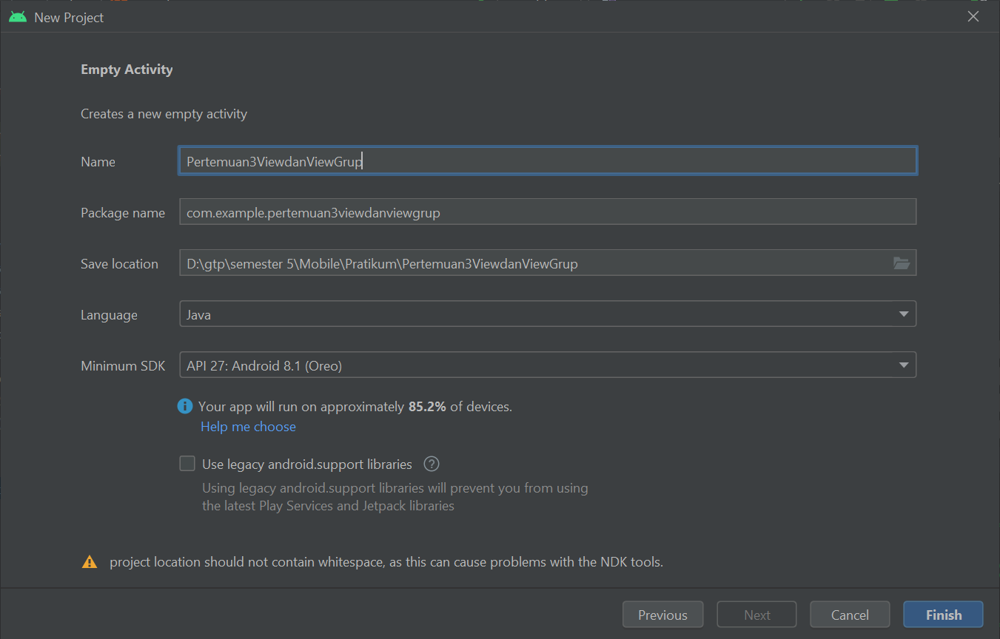 New Project
Empty Activity
Creates a new empty activity
Name
Pertemuan3ViewdanViewGrup
Package name
com.example.pertemuan3viewdanviewgrup
Save location
D:\gtp\semester 5\Mobile\Pratikum\Pertemuan3ViewdanViewGrup
Language
Java
Minimum SDK
API 27: Android 8.1 (Oreo)
Your app will run on approximately 85.2% of devices.
Help me choose
Use legacy android.support libraries
Using legacy android.support libraries will prevent you from using
the latest Play Services and Jetpack libraries
project location should not contain whitespace, as this can cause problems with the NDK tools.
Previous
Next
Cancel
Finish